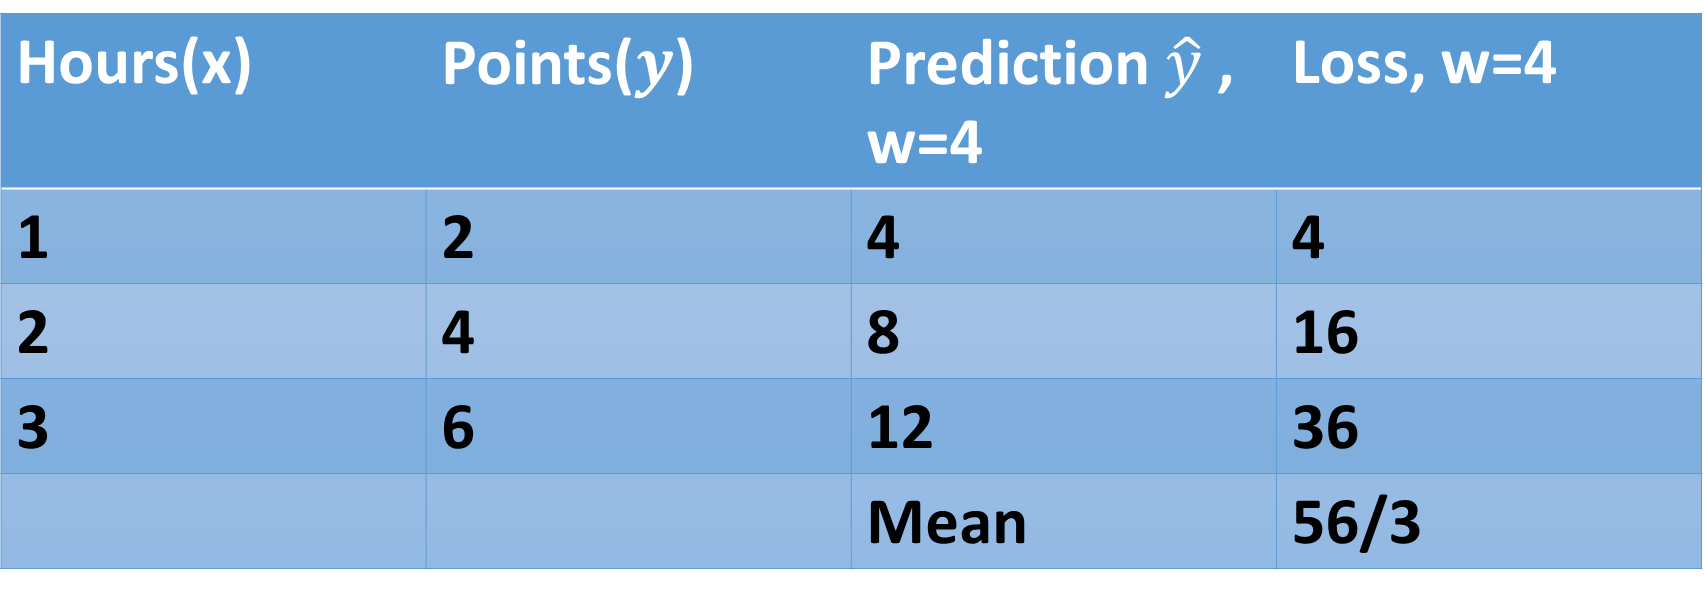 Hours(x) Points(y) Prediction ŷ , Loss, w=4
w=4
1 2 4 4
2 4 8 16
3 6 12 36
Mean 56/3